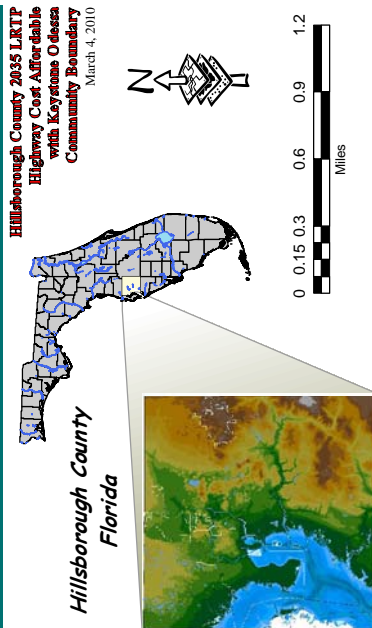 Hillsborough County 2035 LRTP
Highway Cost Affordable
with Keystone Odessa
Community Boundary
March 4, 2010
N
Hillsborough County
Florida
0 0.15 0.3 0.6 0.9 1.2
Miles